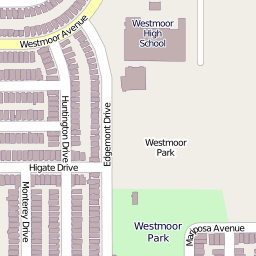 Westmoor Avenue
Westmoor
High
School
Huntington Drive
Edgemont Drive
Westmoor
Park
Higate Drive
Monterey Drive
Westmoor
Park
Mariposa Avenue